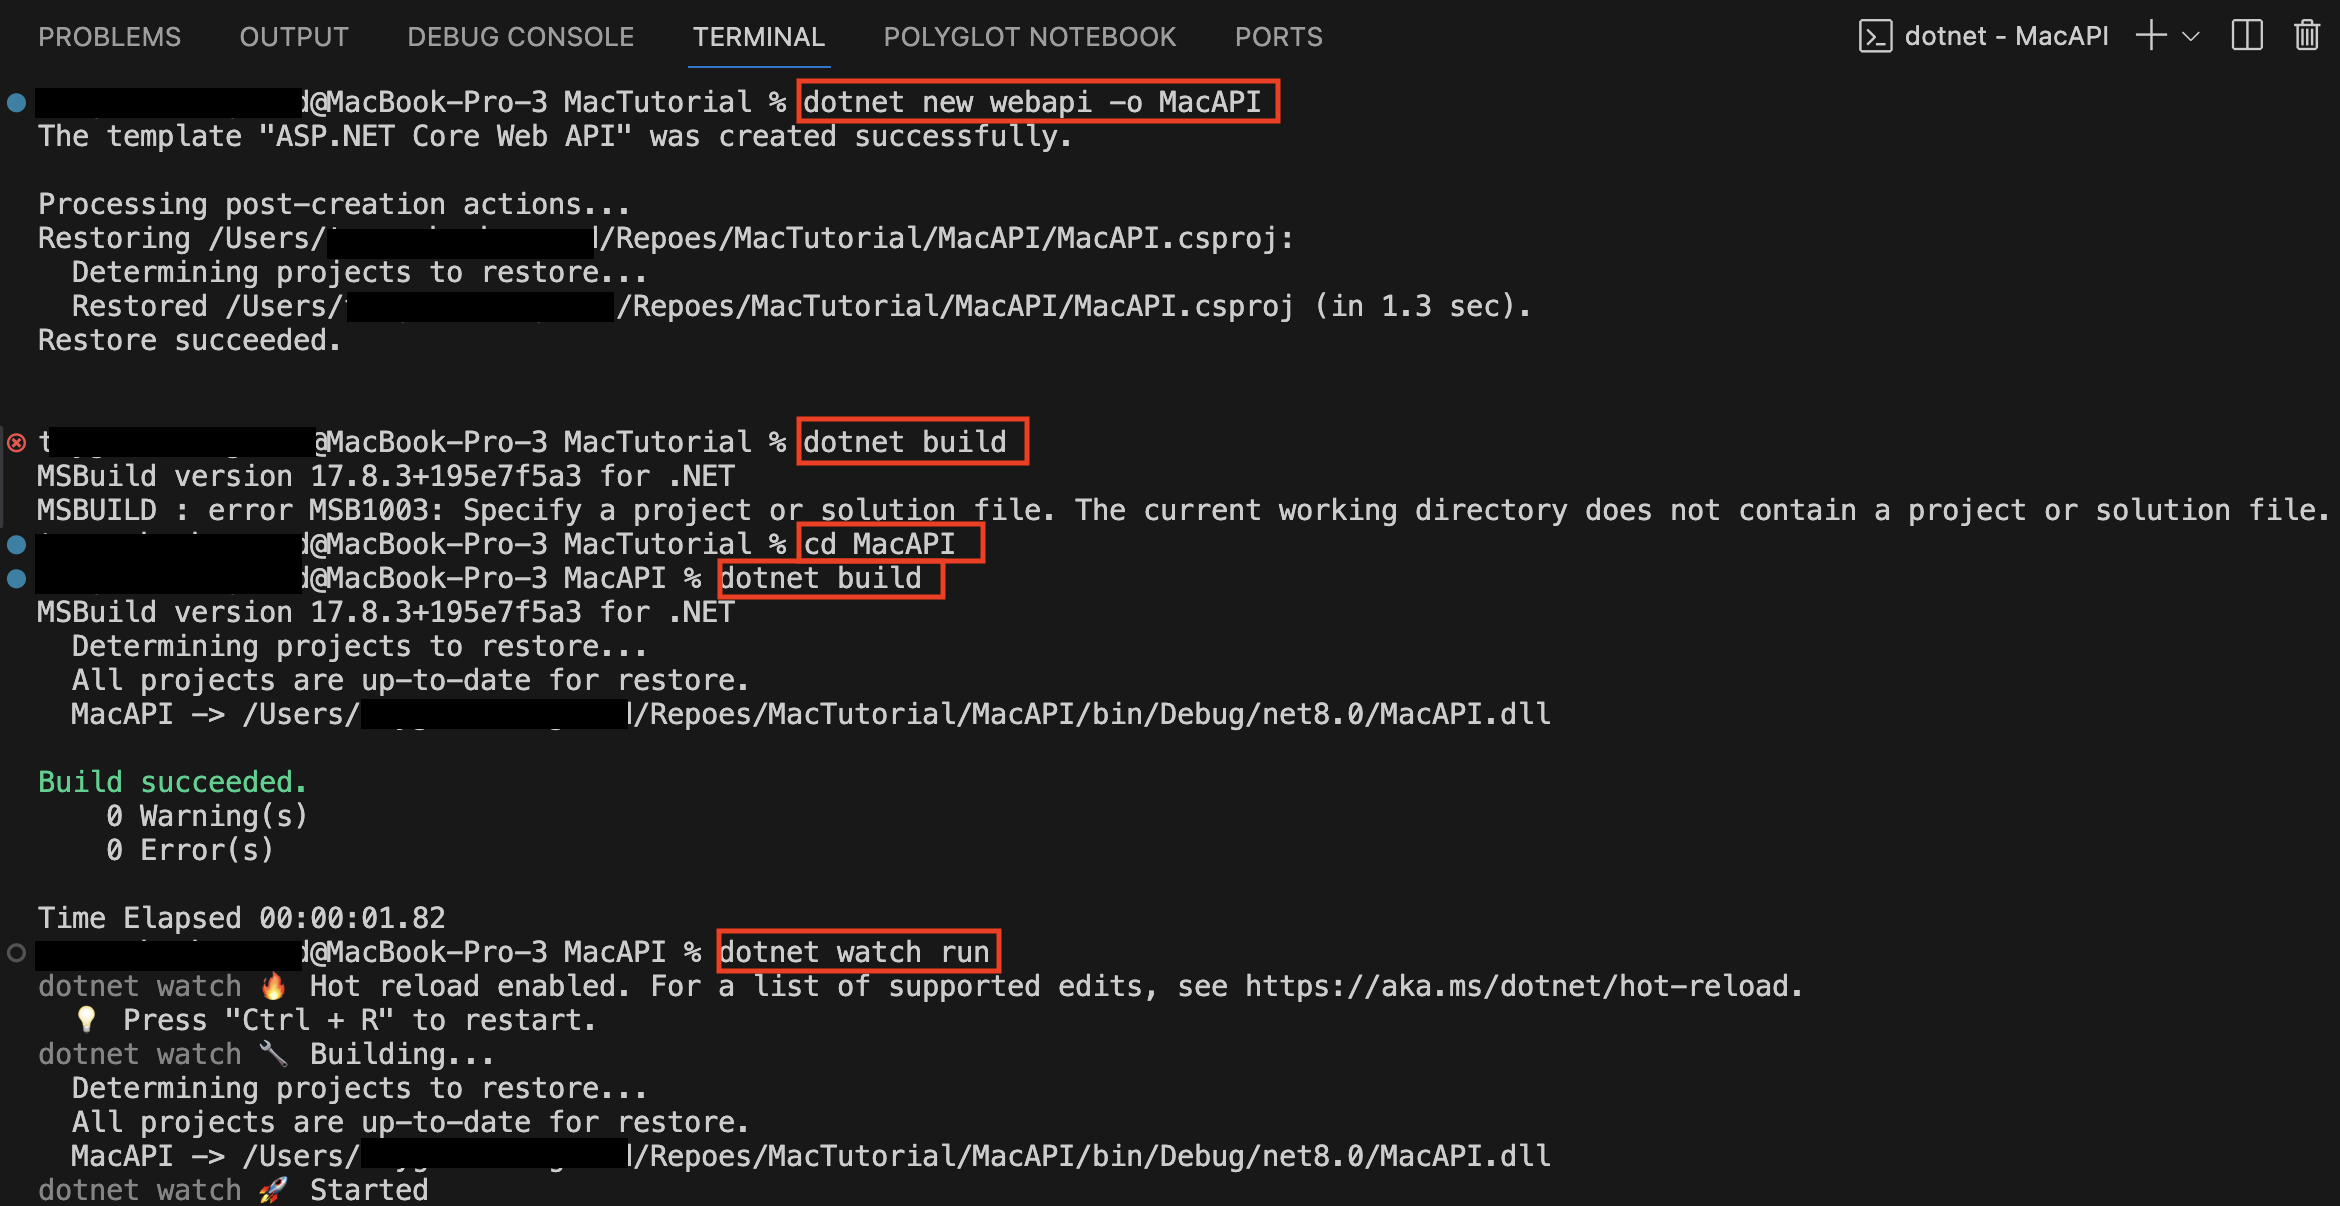 PROBLEMS OUTPUT DEBUG CONSOLE TERMINAL POLYGLOT NOTEBOOK PORTS dotnet - MacAPI
d@MacBook-Pro-3 MacTutorial % dotnet new webapi -o MacAPI
The template "ASP.NET Core Web API" was created successfully.
Processing post-creation actions...
Restoring /Users/ /Repoes/MacTutorial/MacAPI/MacAPI.csproj:
Determining projects to restore...
Restored /Users/ /Repoes/MacTutorial/MacAPI/MacAPI.csproj (in 1.3 sec).
Restore succeeded.
t @MacBook-Pro-3 MacTutorial % dotnet build
MSBuild version 17.8.3+195e7f5a3 for .NET
MSBUILD : error MSB1003: Specify a project or solution file. The current working directory does not contain a project or solution file.
d@MacBook-Pro-3 MacTutorial % cd MacAPI
d@MacBook-Pro-3 MacAPI % dotnet build
MSBuild version 17.8.3+195e7f5a3 for .NET
Determining projects to restore...
All projects are up-to-date for restore.
MacAPI -> /Users/ /Repoes/MacTutorial/MacAPI/bin/Debug/net8.0/MacAPI.dll
Build succeeded.
0 Warning(s)
0 Error(s)
Time Elapsed 00:00:01.82
d@MacBook-Pro-3 MacAPI % dotnet watch run
dotnet watch 🔥 Hot reload enabled. For a list of supported edits, see https://aka.ms/dotnet/hot-reload.
💡 Press "Ctrl + R" to restart.
dotnet watch 🔧 Building...
Determining projects to restore...
All projects are up-to-date for restore.
MacAPI -> /Users/ /Repoes/MacTutorial/MacAPI/bin/Debug/net8.0/MacAPI.dll
dotnet watch 🚀 Started